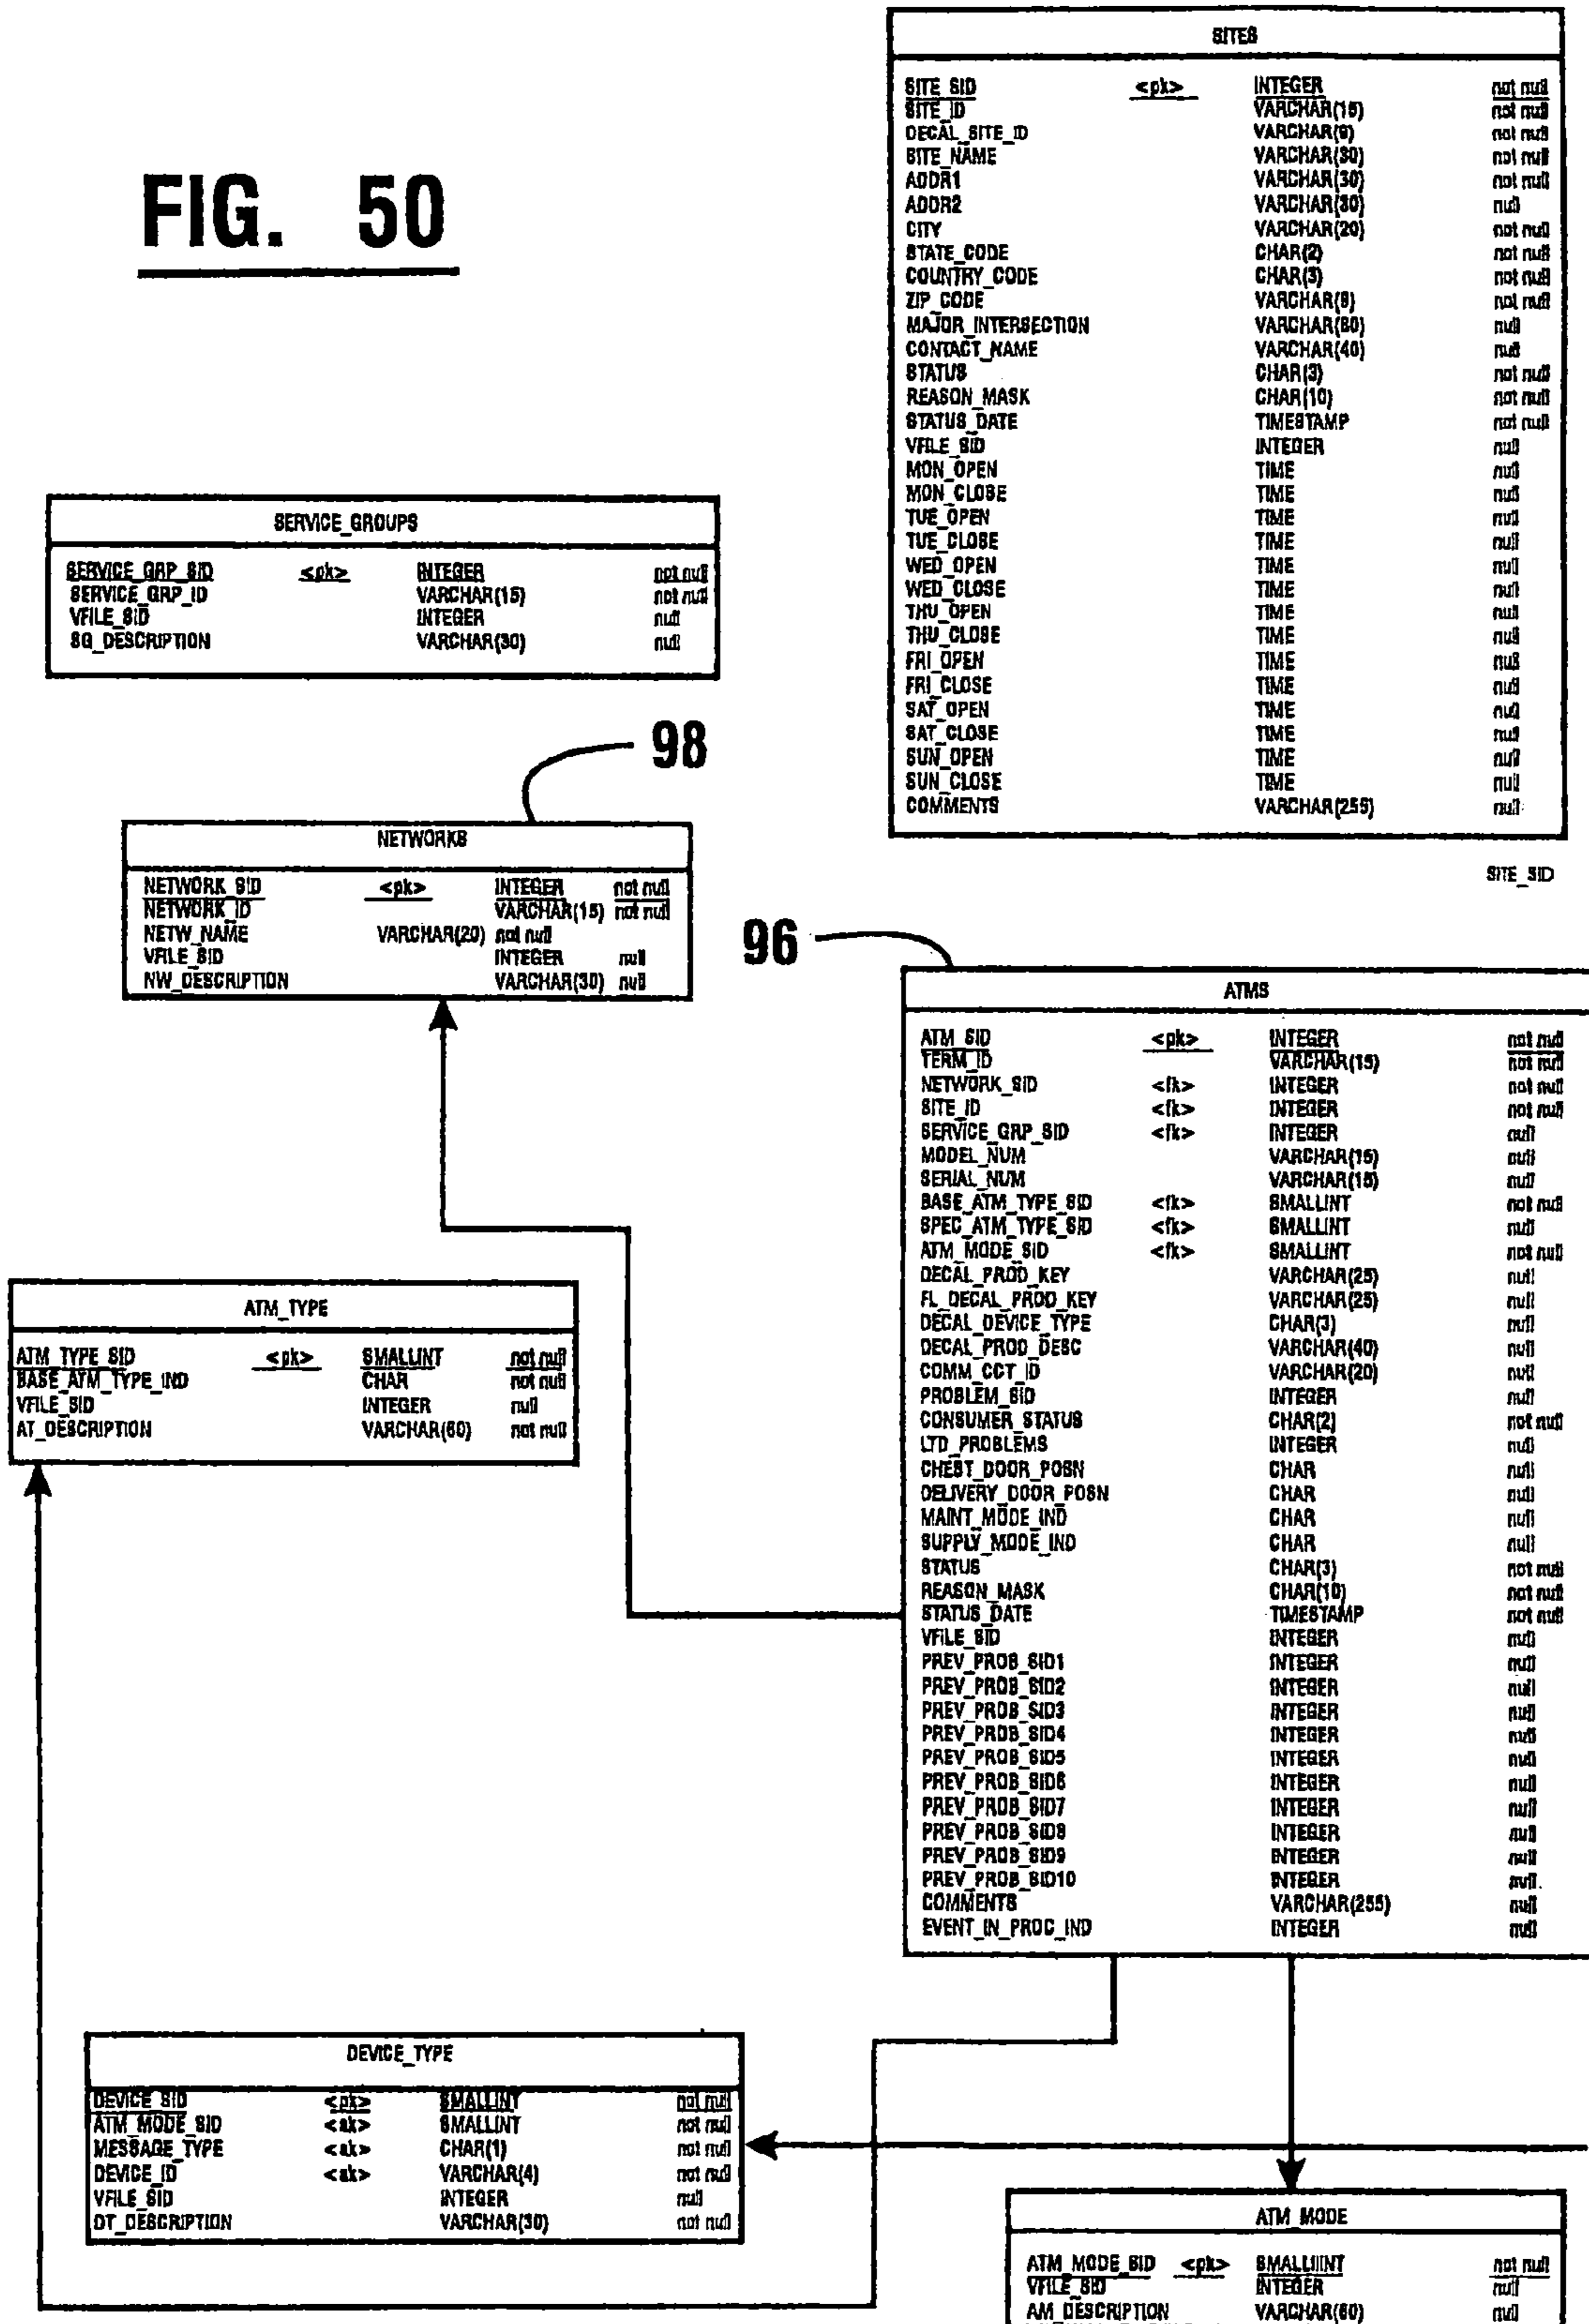 FIG. 50
SITES
SITE_SID <pk> INTEGER not null
SITE_ID VARCHAR(15) not null
DECAL_SITE_ID VARCHAR(9) not null
SITE_NAME VARCHAR(30) not null
ADDR1 VARCHAR(30) not null
ADDR2 VARCHAR(30) null
CITY VARCHAR(20) not null
STATE_CODE CHAR(2) not null
COUNTRY_CODE CHAR(3) not null
ZIP_CODE VARCHAR(9) not null
MAJOR_INTERSECTION VARCHAR(80) null
CONTACT_NAME VARCHAR(40) null
STATUS CHAR(3) not null
REASON_MASK CHAR(10) not null
STATUS_DATE TIMESTAMP not null
VFILE_SID INTEGER null
MON_OPEN TIME null
MON_CLOSE TIME null
TUE_OPEN TIME null
TUE_CLOSE TIME null
WED_OPEN TIME null
WED_CLOSE TIME null
THU_OPEN TIME null
THU_CLOSE TIME null
FRI_OPEN TIME null
FRI_CLOSE TIME null
SAT_OPEN TIME null
SAT_CLOSE TIME null
SUN_OPEN TIME null
SUN_CLOSE TIME null
COMMENTS VARCHAR(255) null
SERVICE_GROUPS
SERVICE_GRP_SID <pk> INTEGER not null
SERVICE_GRP_ID VARCHAR(15) not null
VFILE_SID INTEGER null
SG_DESCRIPTION VARCHAR(30) null
98
NETWORKS
NETWORK_SID <pk> INTEGER not null
NETWORK_ID VARCHAR(15) not null
NETW_NAME VARCHAR(20) not null
VFILE_SID INTEGER null
NW_DESCRIPTION VARCHAR(30) null
SITE_SID
96
ATMS
ATM_SID <pk> INTEGER not null
TERM_ID VARCHAR(15) not null
NETWORK_SID <fk> INTEGER not null
SITE_ID <fk> INTEGER not null
SERVICE_GRP_SID <fk> INTEGER null
MODEL_NUM VARCHAR(15) null
SERIAL_NUM VARCHAR(15) null
BASE_ATM_TYPE_SID <fk> SMALLINT not null
SPEC_ATM_TYPE_SID <fk> SMALLINT null
ATM_MODE_SID <fk> SMALLINT not null
DECAL_PROD_KEY VARCHAR(25) null
FL_DECAL_PROD_KEY VARCHAR(25) null
DECAL_DEVICE_TYPE CHAR(3) null
DECAL_PROD_DESC VARCHAR(40) null
COMM_CCT_ID VARCHAR(20) null
PROBLEM_SID INTEGER null
CONSUMER_STATUS CHAR(2) not null
LTD_PROBLEMS INTEGER null
CHEST_DOOR_POSN CHAR null
DELIVERY_DOOR_POSN CHAR null
MAINT_MODE_IND CHAR null
SUPPLY_MODE_IND CHAR null
STATUS CHAR(3) not null
REASON_MASK CHAR(10) not null
STATUS_DATE TIMESTAMP not null
VFILE_SID INTEGER null
PREV_PROB_SID1 INTEGER null
PREV_PROB_SID2 INTEGER null
PREV_PROB_SID3 INTEGER null
PREV_PROB_SID4 INTEGER null
PREV_PROB_SID5 INTEGER null
PREV_PROB_SID6 INTEGER null
PREV_PROB_SID7 INTEGER null
PREV_PROB_SID8 INTEGER null
PREV_PROB_SID9 INTEGER null
PREV_PROB_SID10 INTEGER null
COMMENTS VARCHAR(255) null
EVENT_IN_PROC_IND INTEGER null
ATM_TYPE
ATM_TYPE_SID <pk> SMALLINT not null
BASE_ATM_TYPE_IND CHAR not null
VFILE_SID INTEGER null
AT_DESCRIPTION VARCHAR(60) not null
DEVICE_TYPE
DEVICE_SID <pk> SMALLINT not null
ATM_MODE_SID <ak> SMALLINT not null
MESSAGE_TYPE <ak> CHAR(1) not null
DEVICE_ID <ak> VARCHAR(4) not null
VFILE_SID INTEGER null
DT_DESCRIPTION VARCHAR(30) not null
ATM_MODE
ATM_MODE_SID <pk> SMALLIINT not null
VFILE_SID INTEGER null
AM_DESCRIPTION VARCHAR(60) null